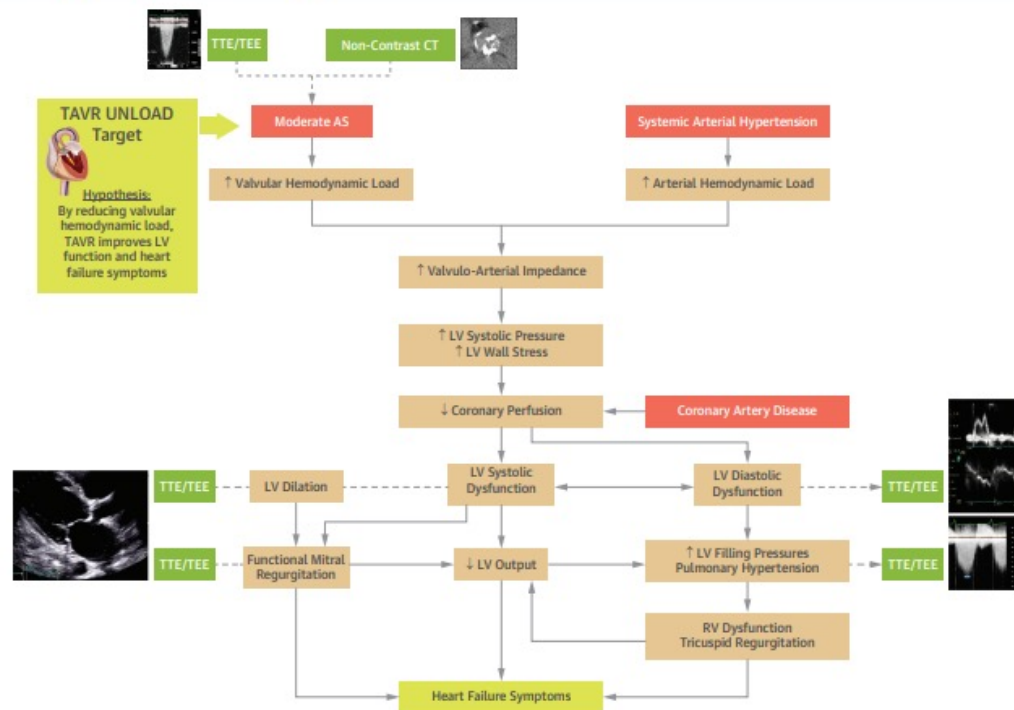 TTE/TEE
Non-Contrast CT
TAVR UNLOAD
Target
Hypothesis:
By reducing valvular
hemodynamic load,
TAVR improves LV
function and heart
failure symptoms
Moderate AS
Systemic Arterial Hypertension
↑ Valvular Hemodynamic Load
↑ Arterial Hemodynamic Load
↑ Valvulo-Arterial Impedance
↑ LV Systolic Pressure
↑ LV Wall Stress
↓ Coronary Perfusion
Coronary Artery Disease
TTE/TEE
LV Dilation
LV Systolic
Dysfunction
LV Diastolic
Dysfunction
TTE/TEE
TTE/TEE
Functional Mitral
Regurgitation
↓ LV Output
↑ LV Filling Pressures
Pulmonary Hypertension
TTE/TEE
RV Dysfunction
Tricuspid Regurgitation
Heart Failure Symptoms